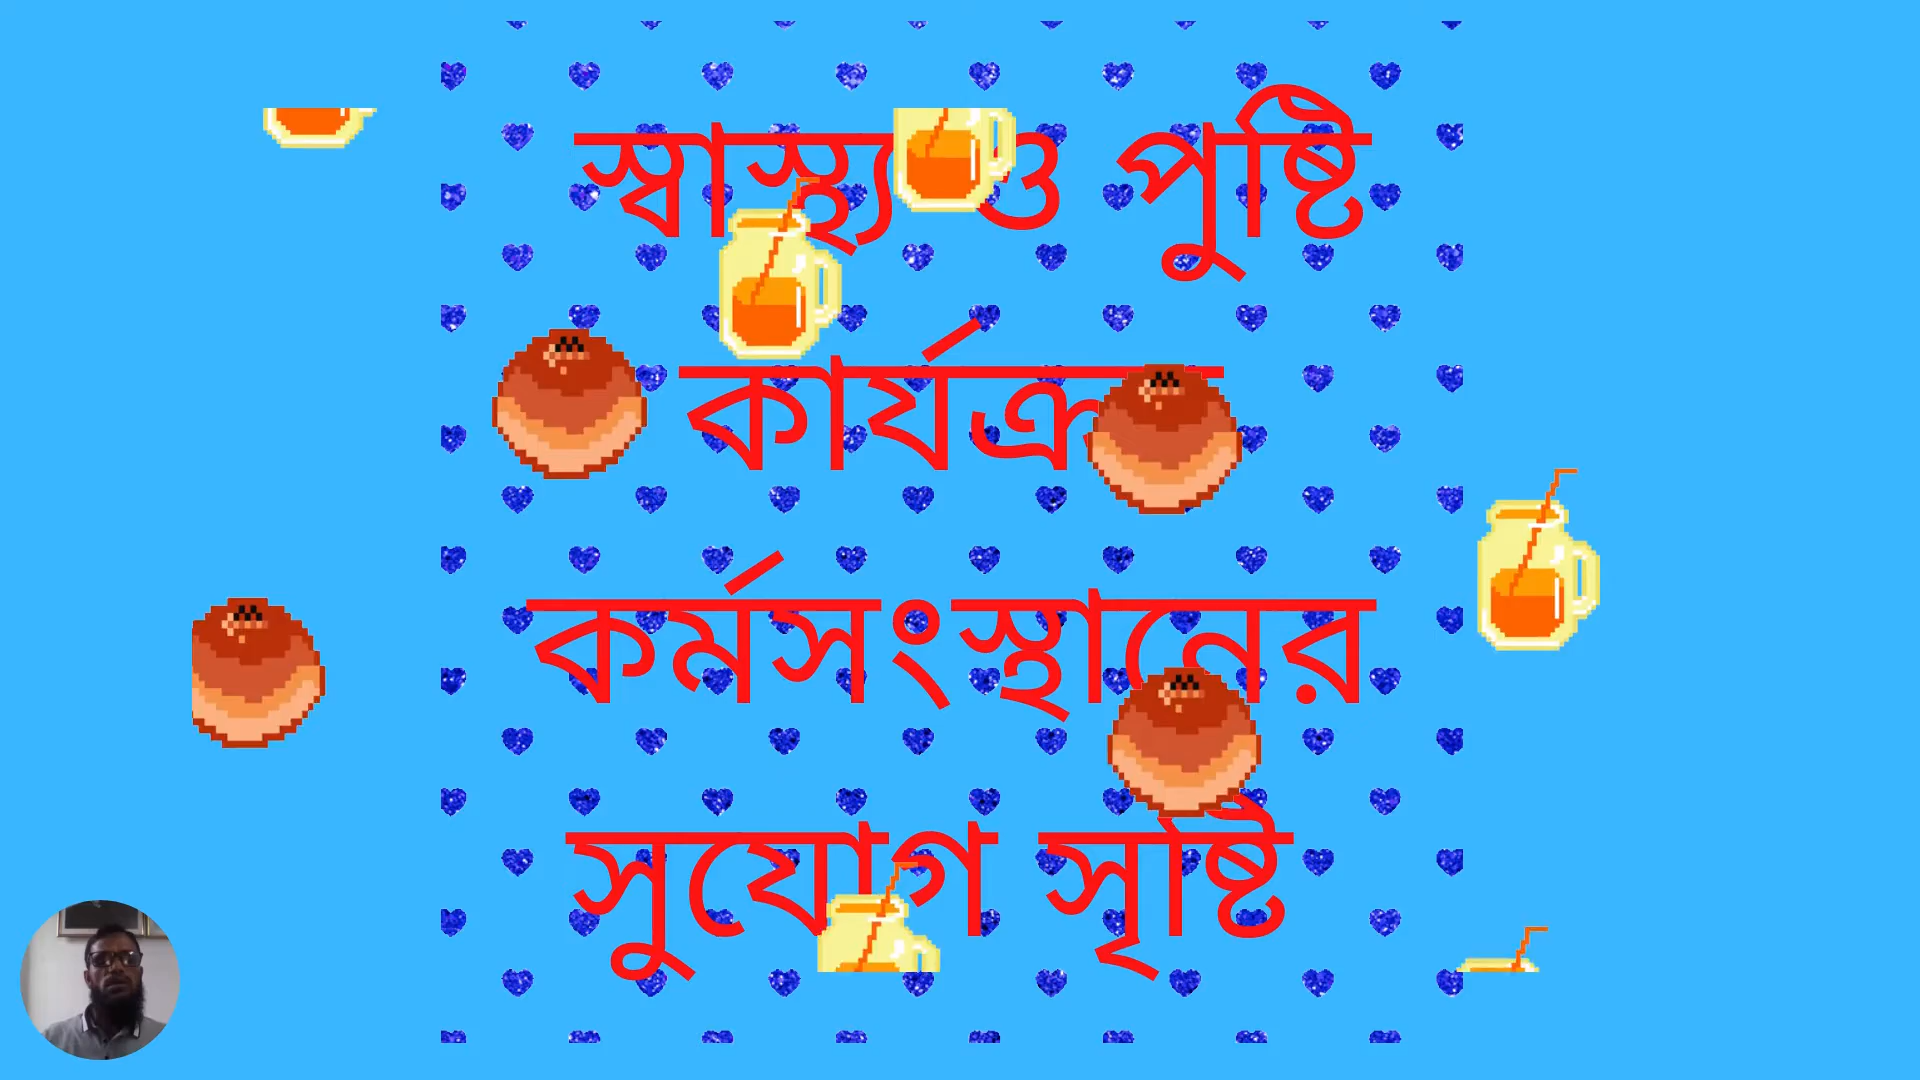 স্বাস্থ্য ও পুষ্টি
কার্যক্রম
কর্মসংস্থানের
সুযোগ সৃষ্টি